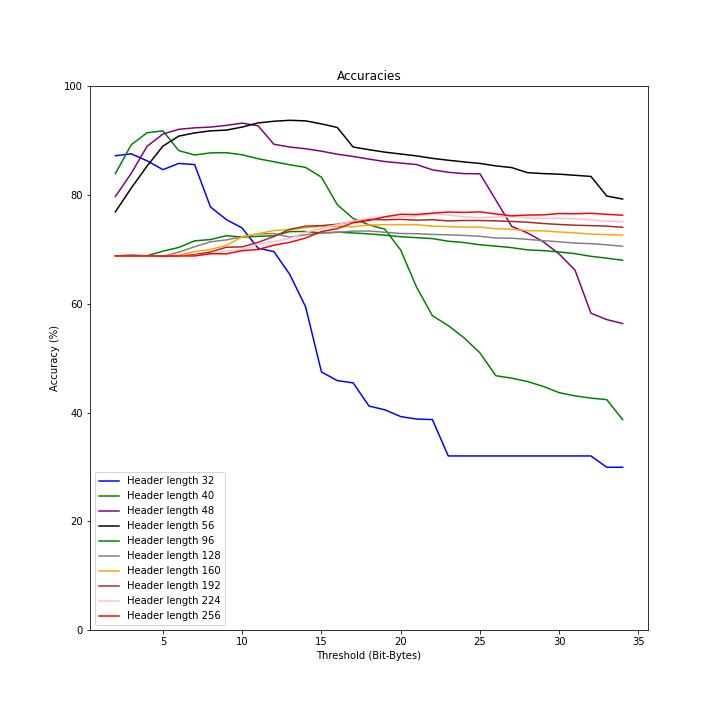 Accuracies
100
80
60
40
20
0
Accuracy (%)
Header length 32
Header length 40
Header length 48
Header length 56
Header length 96
Header length 128
Header length 160
Header length 192
Header length 224
Header length 256
5 10 15 20 25 30 35
Threshold (Bit-Bytes)